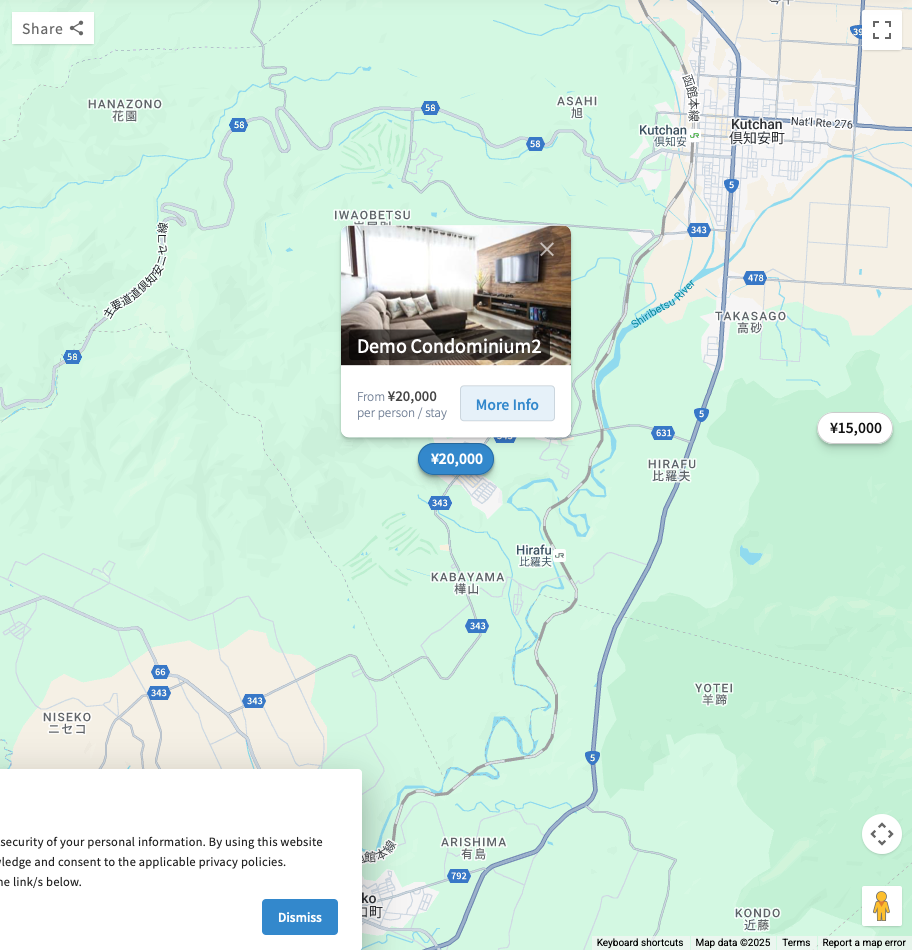 Share
HANAZONO
花園
58
58
58
ASAHI
旭
函館本線
Kutchan
倶知安
JR
Kutchan
倶知安町
Nat'l Rte 276
5
IWAOBETSU
343
478
主要道道倶知安ニセコ線
Shiribetsu River
TAKASAGO
高砂
58
Demo Condominium2
From ¥20,000
per person / stay
More Info
343
5
631
¥15,000
¥20,000
HIRAFU
比羅夫
343
Hirafu
比羅夫
JR
KABAYAMA
樺山
343
66
343
343
NISEKO
ニセコ
YOTEI
羊蹄
5
security of your personal information. By using this website
ledge and consent to the applicable privacy policies.
ne link/s below.
Dismiss
ARISHIMA
有島
792
ko
町
KONDO
近藤
Keyboard shortcuts
Map data ©2025
Terms
Report a map error